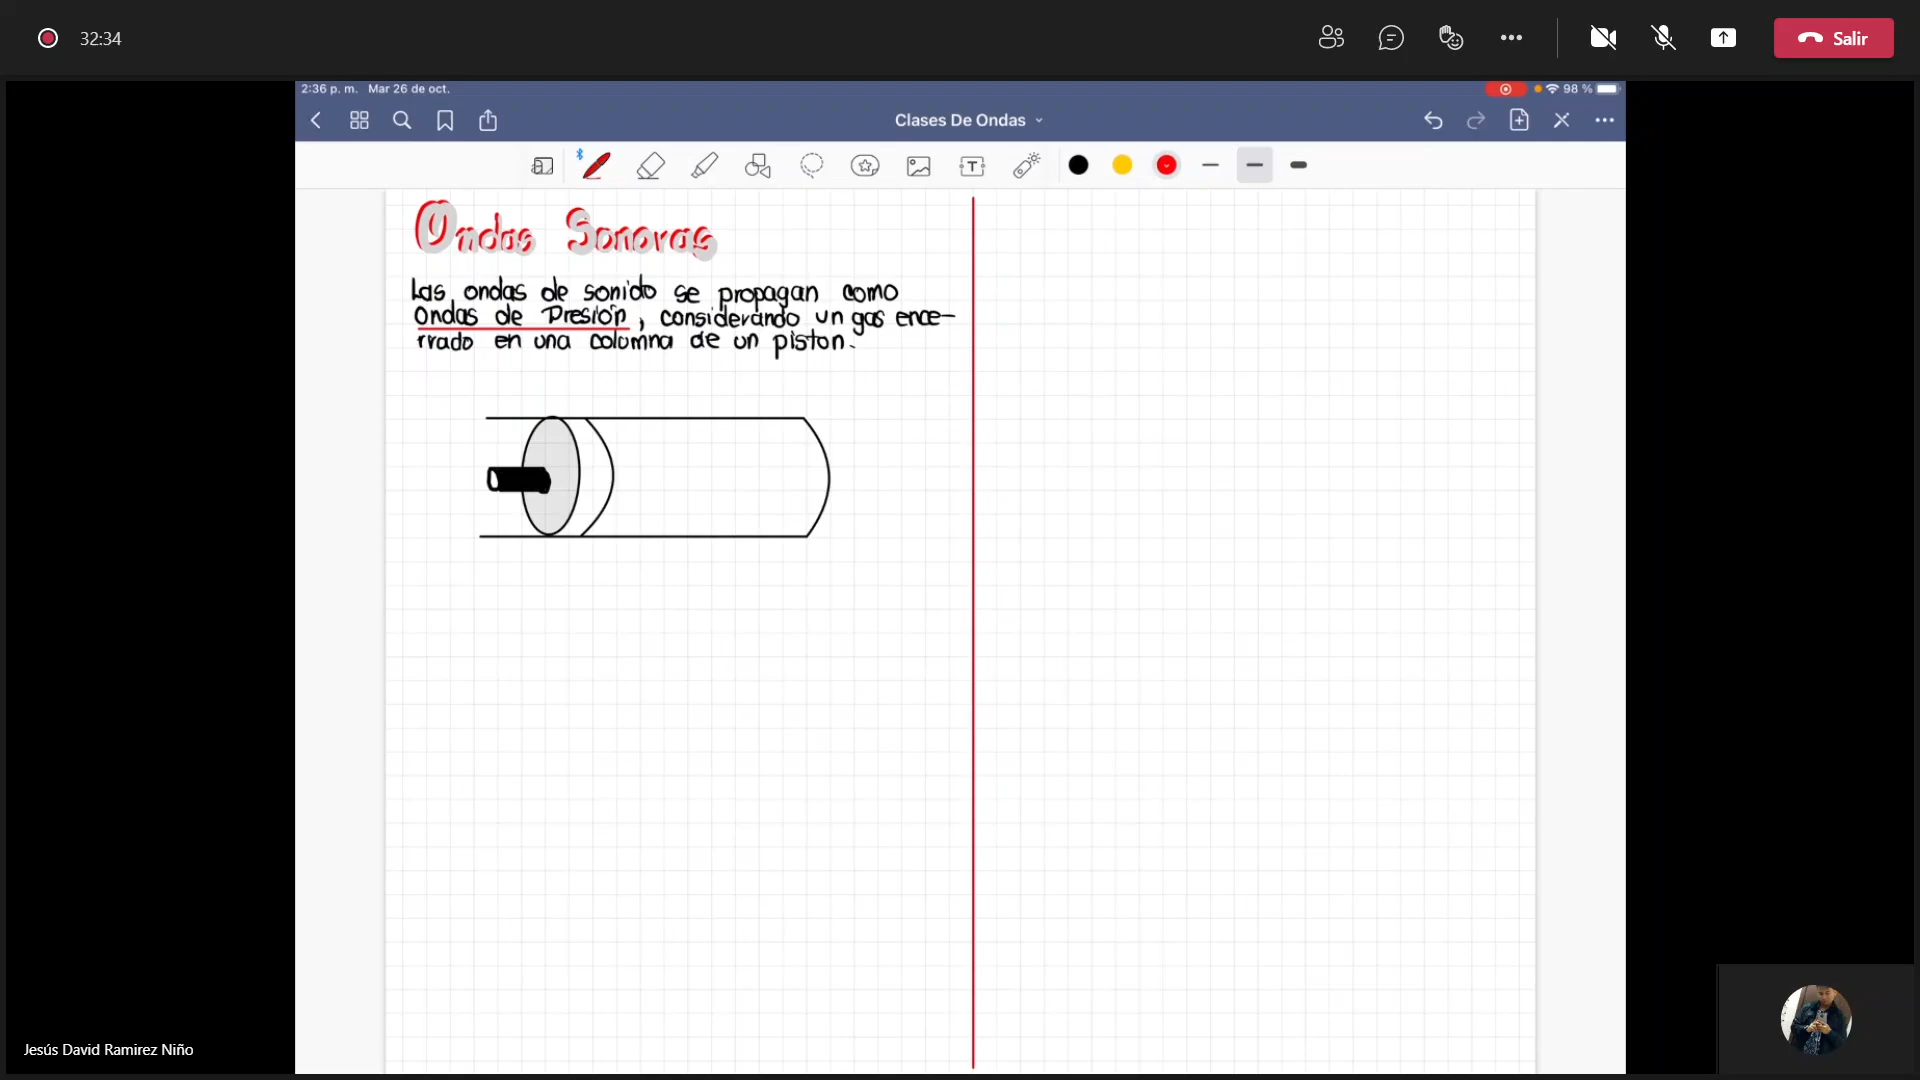 32:34
Salir
2:36 p. m. Mar 26 de oct.
98 %
Clases De Ondas
T
Ondas Sonoras
Las ondas de sonido se propagan como
Ondas de Presión, considerando un gas ence-
rrado en una columna de un piston.
Jesús David Ramirez Niño